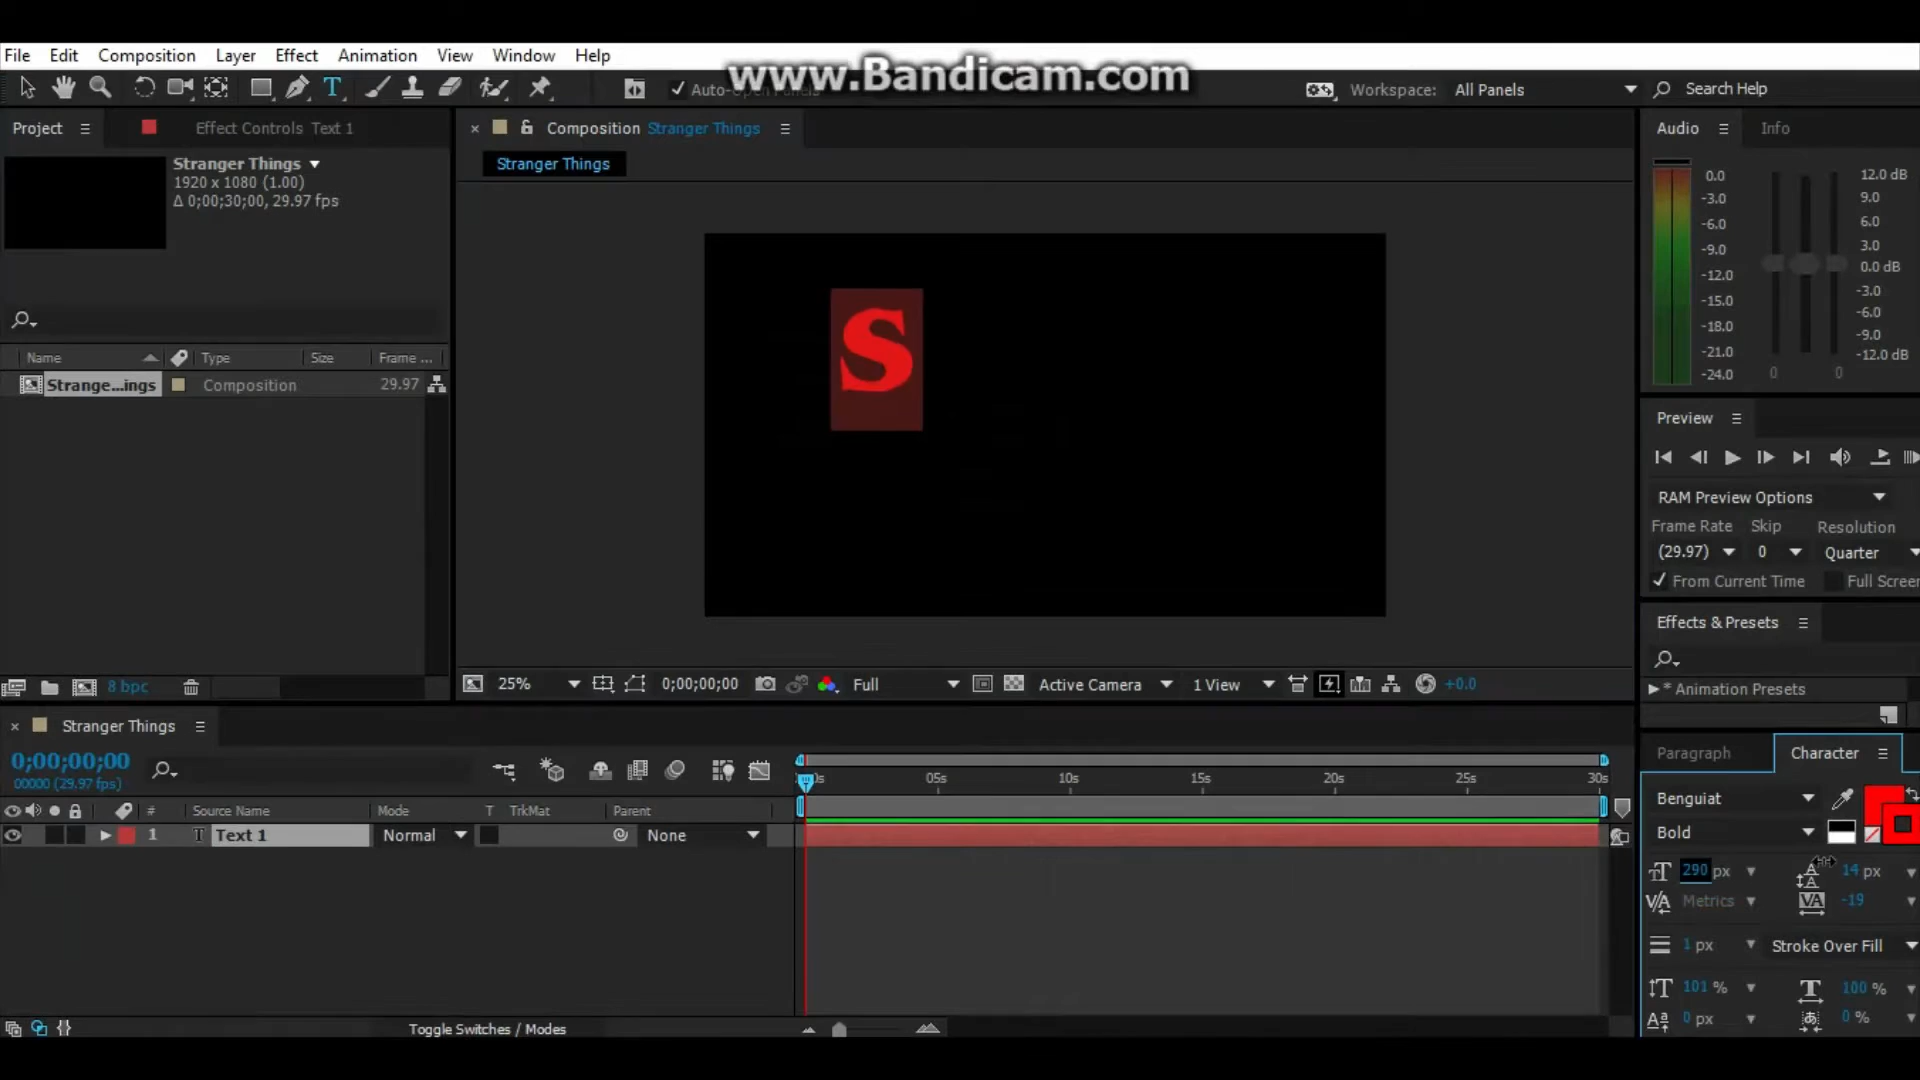 File Edit Composition Layer Effect Animation View Window Help
www.Bandicam.com
Workspace: All Panels
Search Help
Project
Effect Controls Text 1
Composition Stranger Things
Stranger Things
Stranger Things
1920 x 1080 (1.00)
Δ 0;00;30;00, 29.97 fps
Name Type Size Frame ...
Strange...ings Composition 29.97
8 bpc
S
25% 0;00;00;00 Full Active Camera 1 View +0.0
Audio Info
0.0 12.0 dB
-3.0 9.0
-6.0 6.0
-9.0 3.0
-12.0 0.0 dB
-15.0 -3.0
-18.0 -6.0
-21.0 -9.0
-24.0 -12.0 dB
0 0
Preview
RAM Preview Options
Frame Rate Skip Resolution
(29.97) 0 Quarter
From Current Time Full Screen
Effects & Presets
* Animation Presets
Stranger Things
0;00;00;00
00000 (29.97 fps)
05s 10s 15s 20s 25s 30s
# Source Name Mode T TrkMat Parent
1 T Text 1 Normal None
Toggle Switches / Modes
Paragraph Character
Benguiat
Bold
290 px 14 px
Metrics -19
1 px Stroke Over Fill
101 % 100 %
0 px 0 %